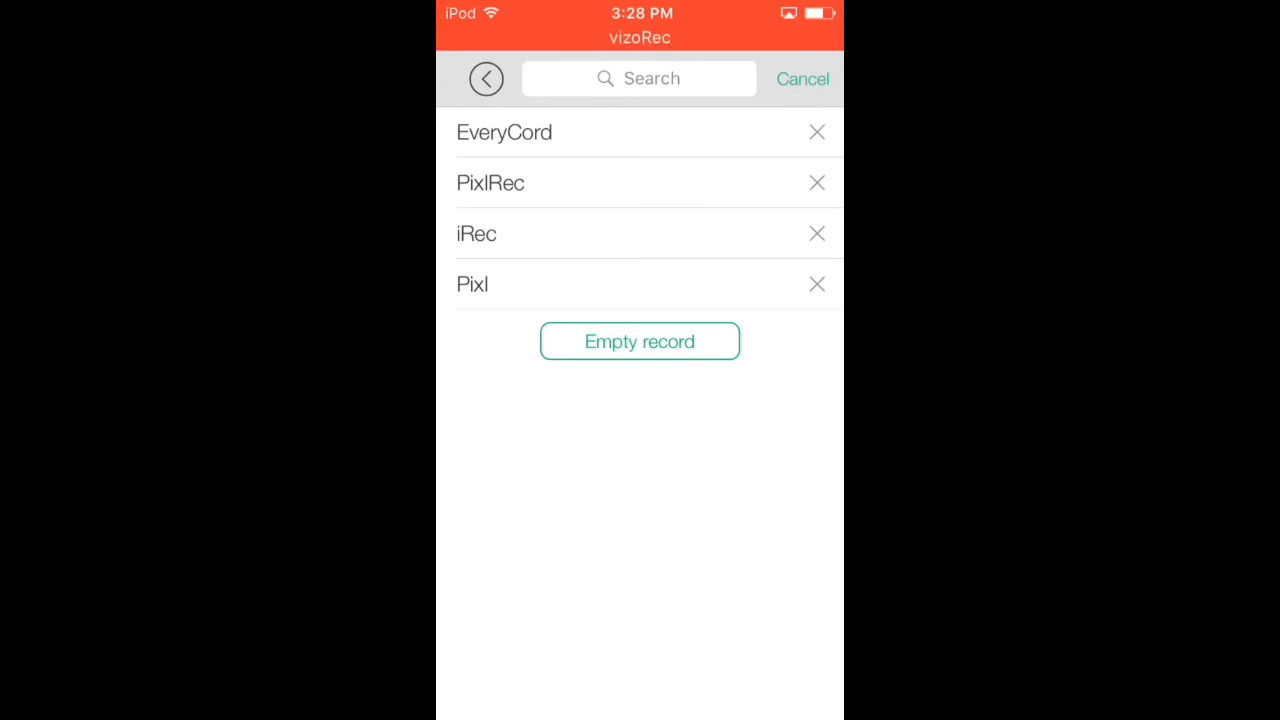 iPod 3:28 PM
vizoRec
Search Cancel
EveryCord
PixlRec
iRec
Pixl
Empty record